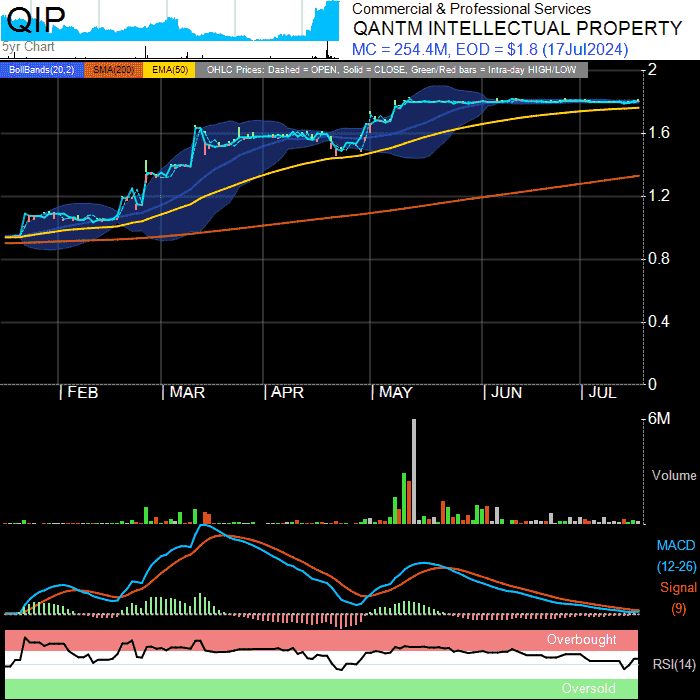 QIP
5yr Chart
Commercial & Professional Services
QANTM INTELLECTUAL PROPERTY
MC = 254.4M, EOD = $1.8 (17Jul2024)
BollBands(20,2) SMA(200) EMA(50) OHLC Prices: Dashed = OPEN, Solid = CLOSE, Green/Red bars = Intra-day HIGH/LOW
2
1.6
1.2
0.8
0.4
0
FEB MAR APR MAY JUN JUL
6M
Volume
MACD
(12-26)
Signal
(9)
Overbought
RSI(14)
Oversold